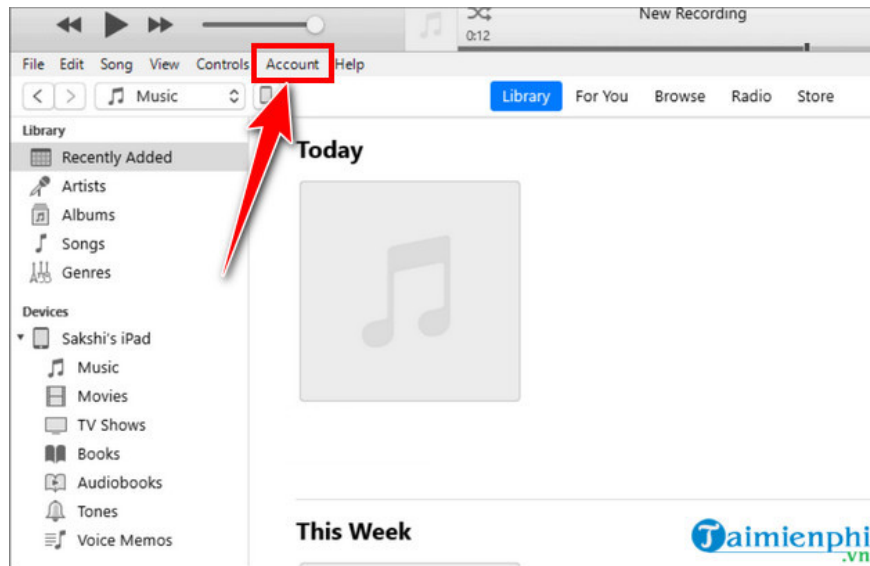 New Recording
0:12
File Edit Song View Controls Account Help
Music
Library For You Browse Radio Store
Library
Recently Added
Artists
Albums
Songs
Genres
Devices
Sakshi's iPad
Music
Movies
TV Shows
Books
Audiobooks
Tones
Voice Memos
Today
This Week
Taimienphi
.vn